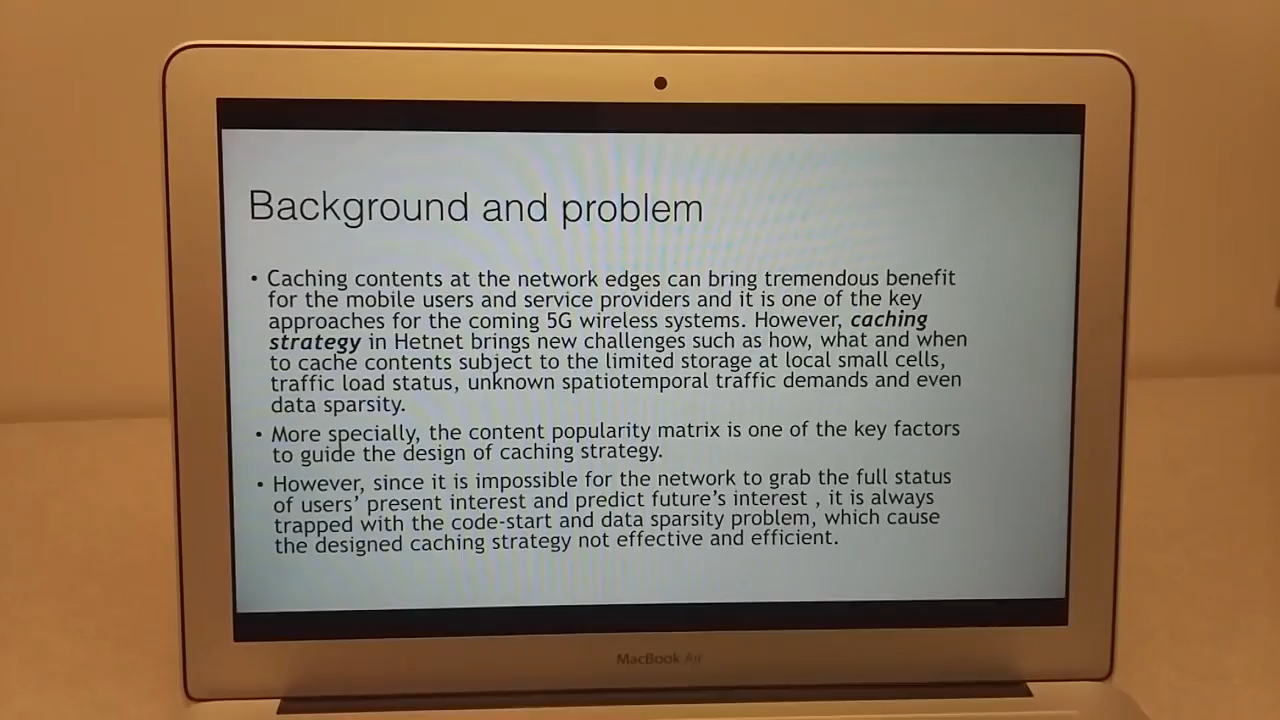 Background and problem
• Caching contents at the network edges can bring tremendous benefit
for the mobile users and service providers and it is one of the key
approaches for the coming 5G wireless systems. However, caching
strategy in Hetnet brings new challenges such as how, what and when
to cache contents subject to the limited storage at local small cells,
traffic load status, unknown spatiotemporal traffic demands and even
data sparsity.
• More specially, the content popularity matrix is one of the key factors
to guide the design of caching strategy.
• However, since it is impossible for the network to grab the full status
of users’ present interest and predict future’s interest , it is always
trapped with the code-start and data sparsity problem, which cause
the designed caching strategy not effective and efficient.
MacBook Air